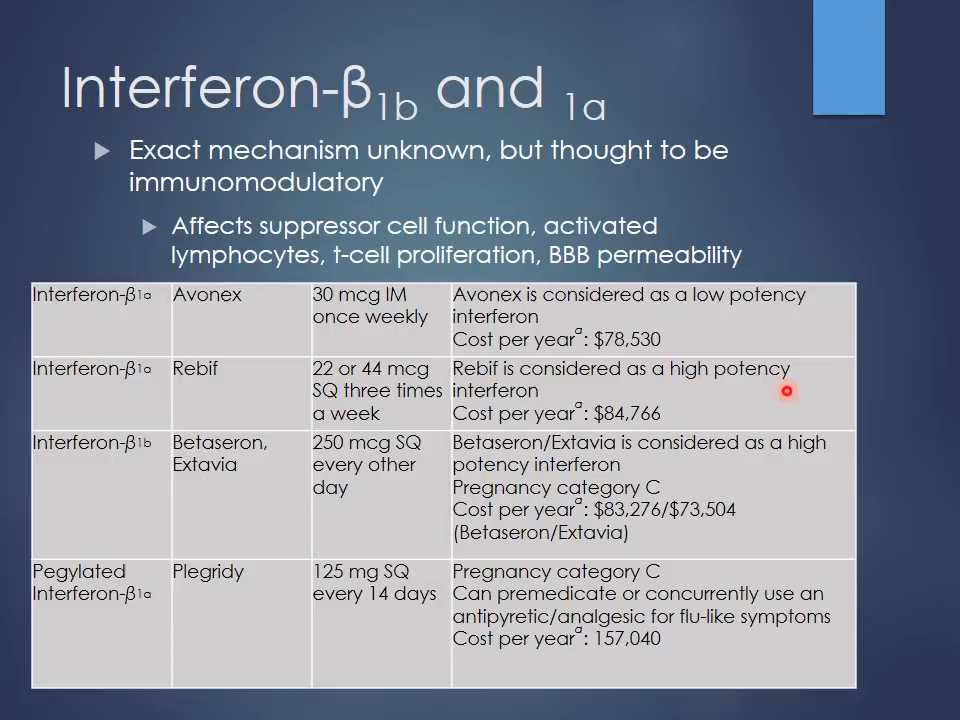 Interferon-β1b and 1a
Exact mechanism unknown, but thought to be
immunomodulatory
Affects suppressor cell function, activated
lymphocytes, t-cell proliferation, BBB permeability
Interferon-β1a
Avonex
30 mcg IM
once weekly
Avonex is considered as a low potency
interferon
Cost per yearª: $78,530
Interferon-β1a
Rebif
22 or 44 mcg
SQ three times
a week
Rebif is considered as a high potency
interferon
Cost per yearª: $84,766
Interferon-β1b
Betaseron,
Extavia
250 mcg SQ
every other
day
Betaseron/Extavia is considered as a high
potency interferon
Pregnancy category C
Cost per yearª: $83,276/$73,504
(Betaseron/Extavia)
Pegylated
Interferon-β1a
Plegridy
125 mg SQ
every 14 days
Pregnancy category C
Can premedicate or concurrently use an
antipyretic/analgesic for flu-like symptoms
Cost per yearª: 157,040